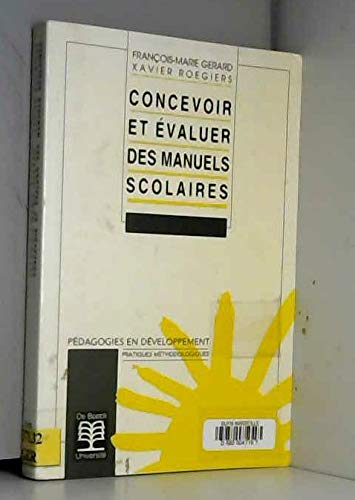 FRANÇOIS-MARIE GERARD
XAVIER ROEGIERS
CONCEVOIR
ET ÉVALUER
DES MANUELS
SCOLAIRES
PÉDAGOGIES EN DÉVELOPPEMENT
PRATIQUES MÉTHODOLOGIQUES
De Boeck
Université